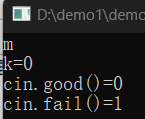 D:\demo1\demo
m
k=0
cin.good()=0
cin.fail()=1